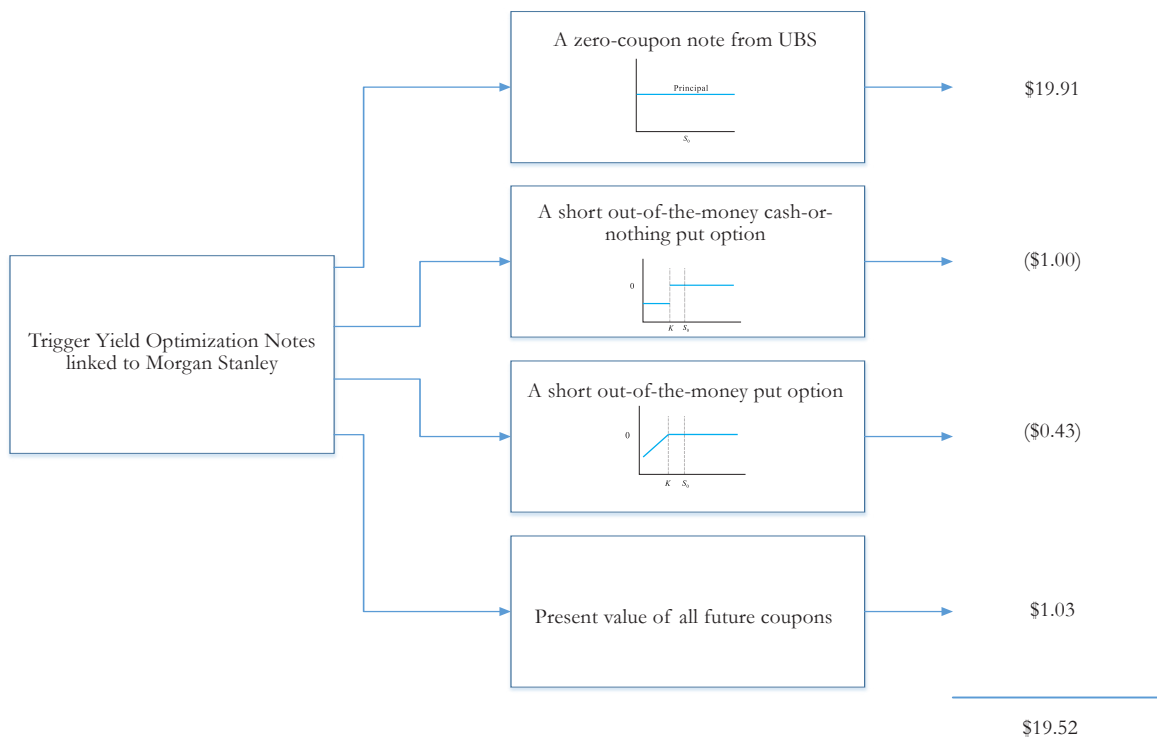 A zero-coupon note from UBS
Principal
S₀
$19.91
A short out-of-the-money cash-or-
nothing put option
0
K
S₀
($1.00)
Trigger Yield Optimization Notes
linked to Morgan Stanley
A short out-of-the-money put option
0
K
S₀
($0.43)
Present value of all future coupons
$1.03
$19.52